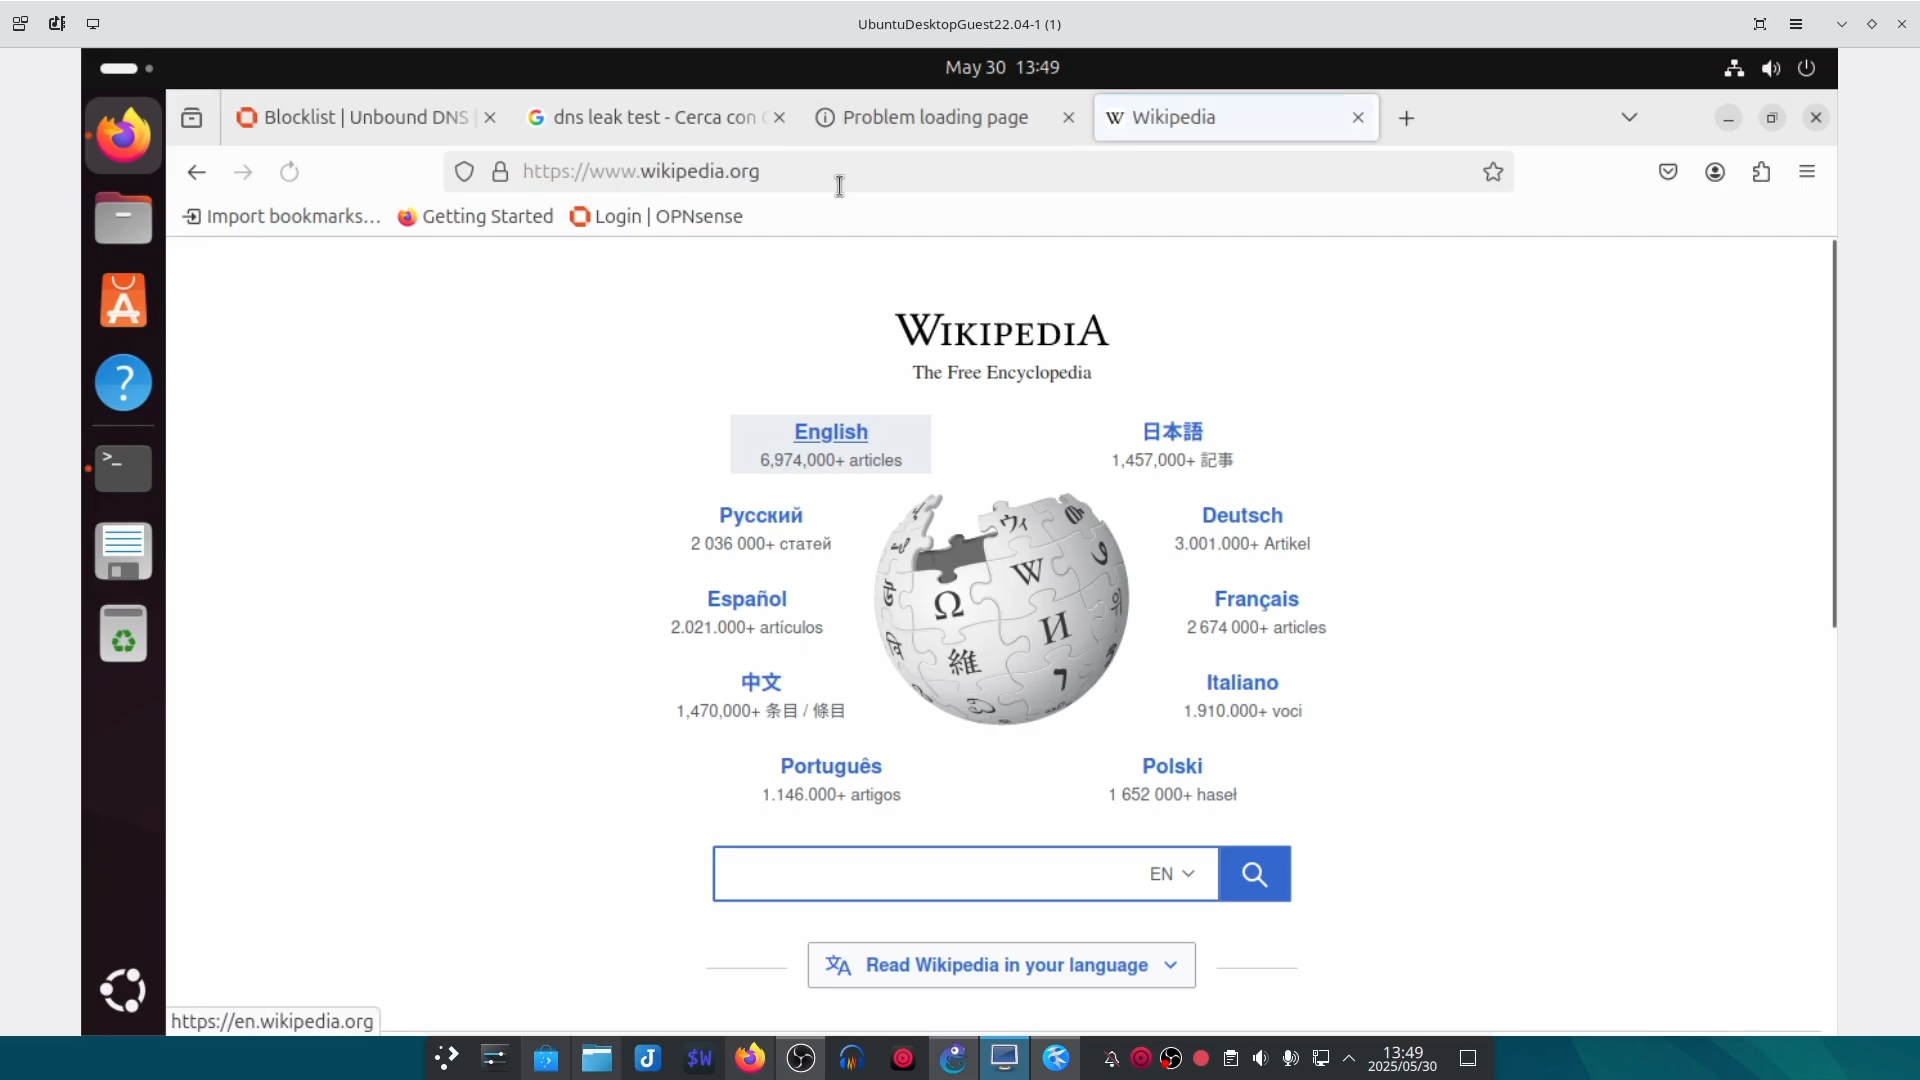 UbuntuDesktopGuest22.04-1 (1)
May 30 13:49
Blocklist | Unbound DNS |
dns leak test - Cerca con
Problem loading page
Wikipedia
https://www.wikipedia.org
Import bookmarks...
Getting Started
Login | OPNsense
WIKIPEDIA
The Free Encyclopedia
English
6,974,000+ articles
日本語
1,457,000+ 記事
Русский
2 036 000+ статей
Deutsch
3.001.000+ Artikel
Español
2.021.000+ artículos
Français
2 674 000+ articles
中文
1,470,000+ 条目 / 條目
Italiano
1.910.000+ voci
Português
1.146.000+ artigos
Polski
1 652 000+ haseł
EN
Read Wikipedia in your language
https://en.wikipedia.org
13:49
2025/05/30